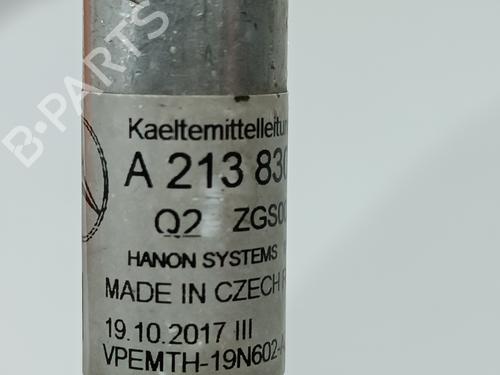 B-PARTS
Kaeltemittelleitun
A 213 830
Q2 ZGS00
HANON SYSTEMS
MADE IN CZECH R
19.10.2017 III
VPEMTH-19N602-A